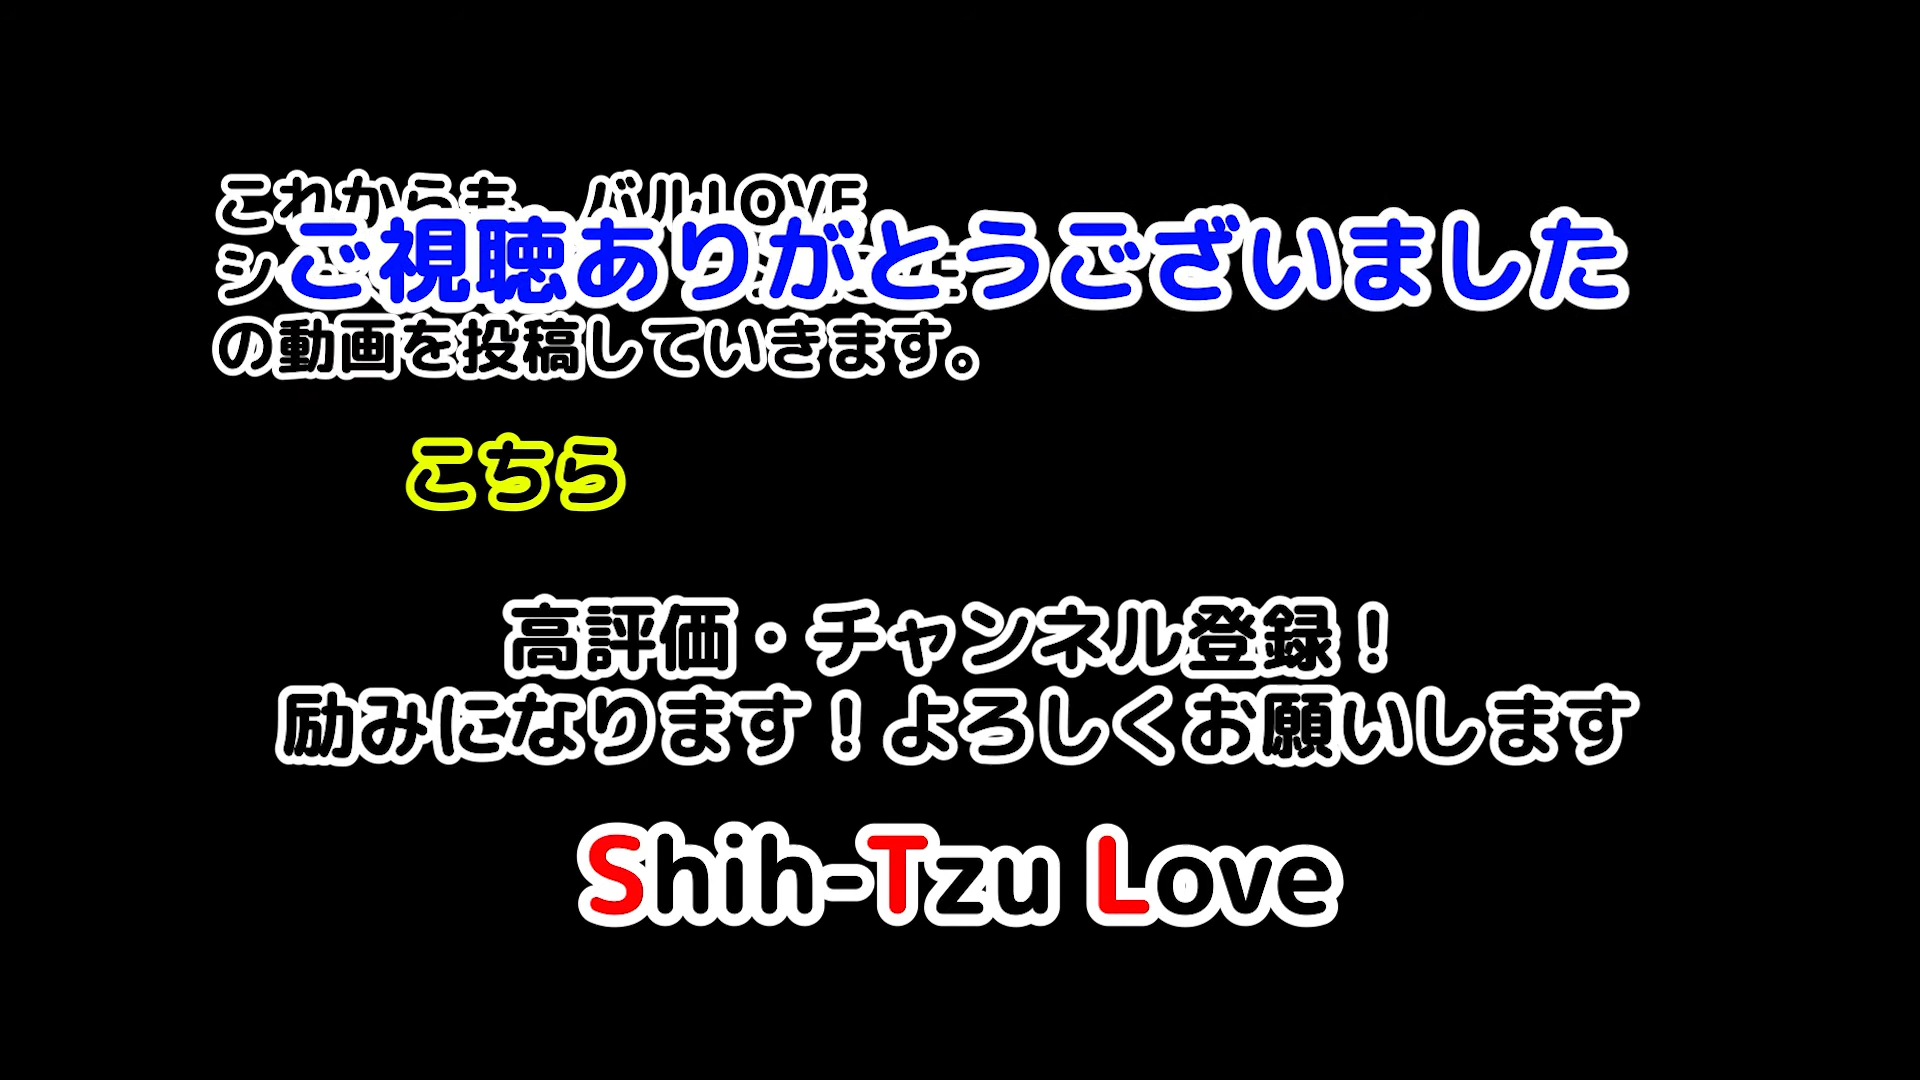 これからも、バルLOVE
ご視聴ありがとうございました
シ
の動画を投稿していきます。
こちら
高評価・チャンネル登録！
励みになります！よろしくお願いします
Shih-Tzu Love